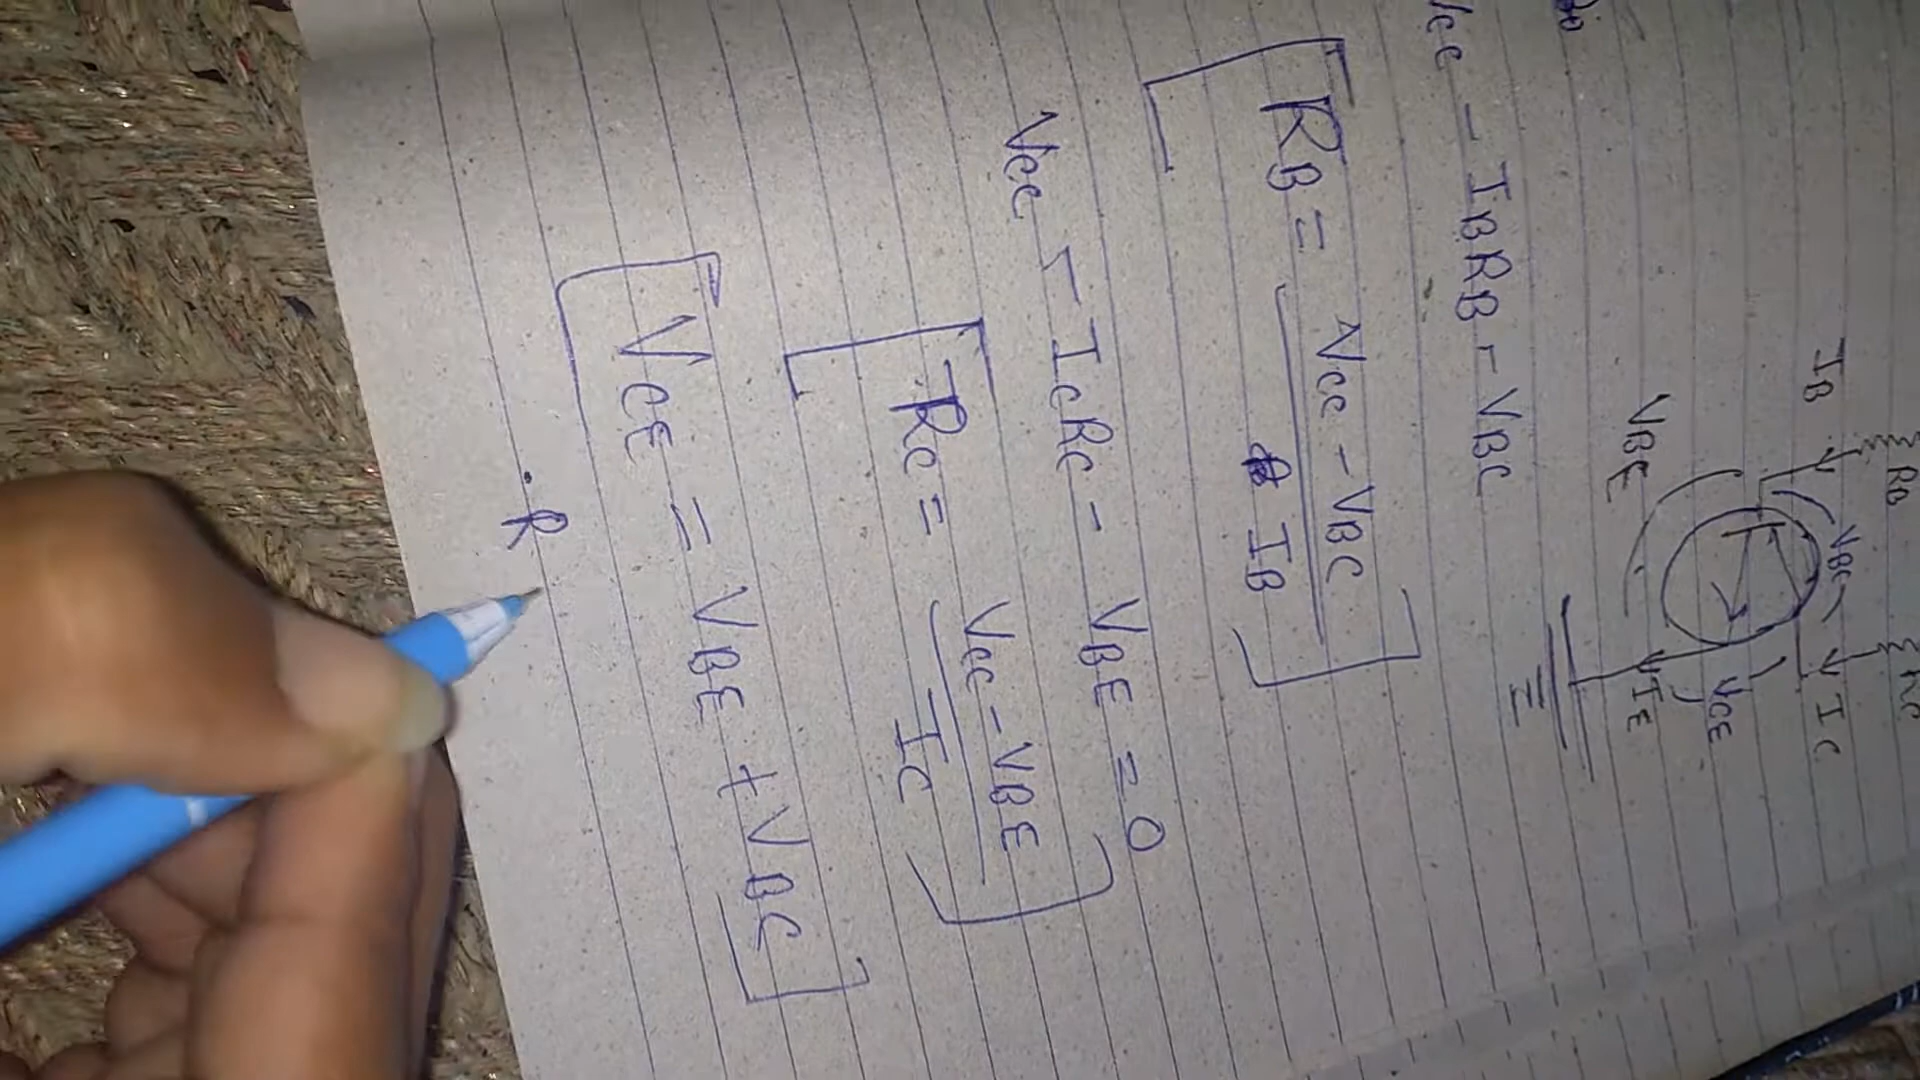 RB RC
IB VBC IC
VBE VCE
IE
Vcc - IBRB - VBC
RB = Vcc - VBC
IB
Vcc - IcRc - VBE = 0
Rc = Vcc - VBE
IC
VCE = VBE + VBC
. R